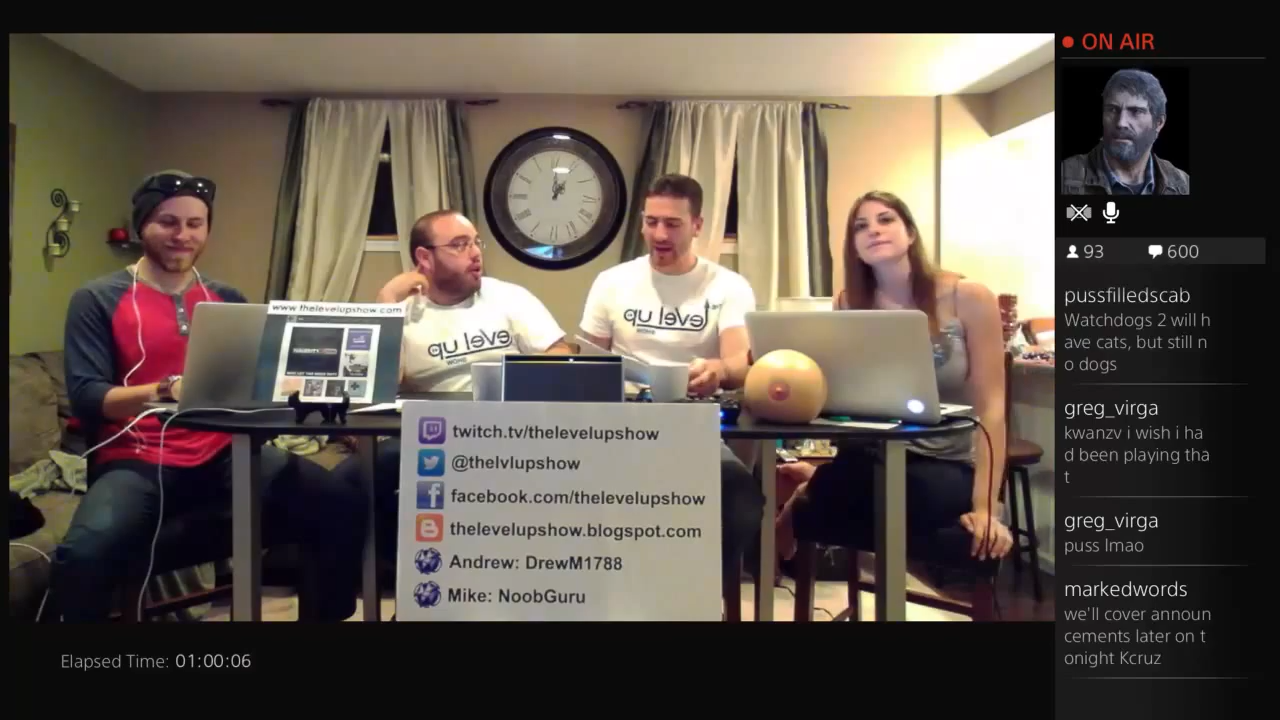 ON AIR
93 600
pussfilledscab
Watchdogs 2 will h
ave cats, but still n
o dogs
greg_virga
kwanzv i wish i ha
d been playing tha
t
greg_virga
puss lmao
markedwords
we'll cover announ
cements later on t
onight Kcruz
www.thelevelupshow.com
level up
SHOW
level up
SHOW
twitch.tv/thelevelupshow
@thelvlupshow
facebook.com/thelevelupshow
thelevelupshow.blogspot.com
Andrew: DrewM1788
Mike: NoobGuru
Elapsed Time: 01:00:06